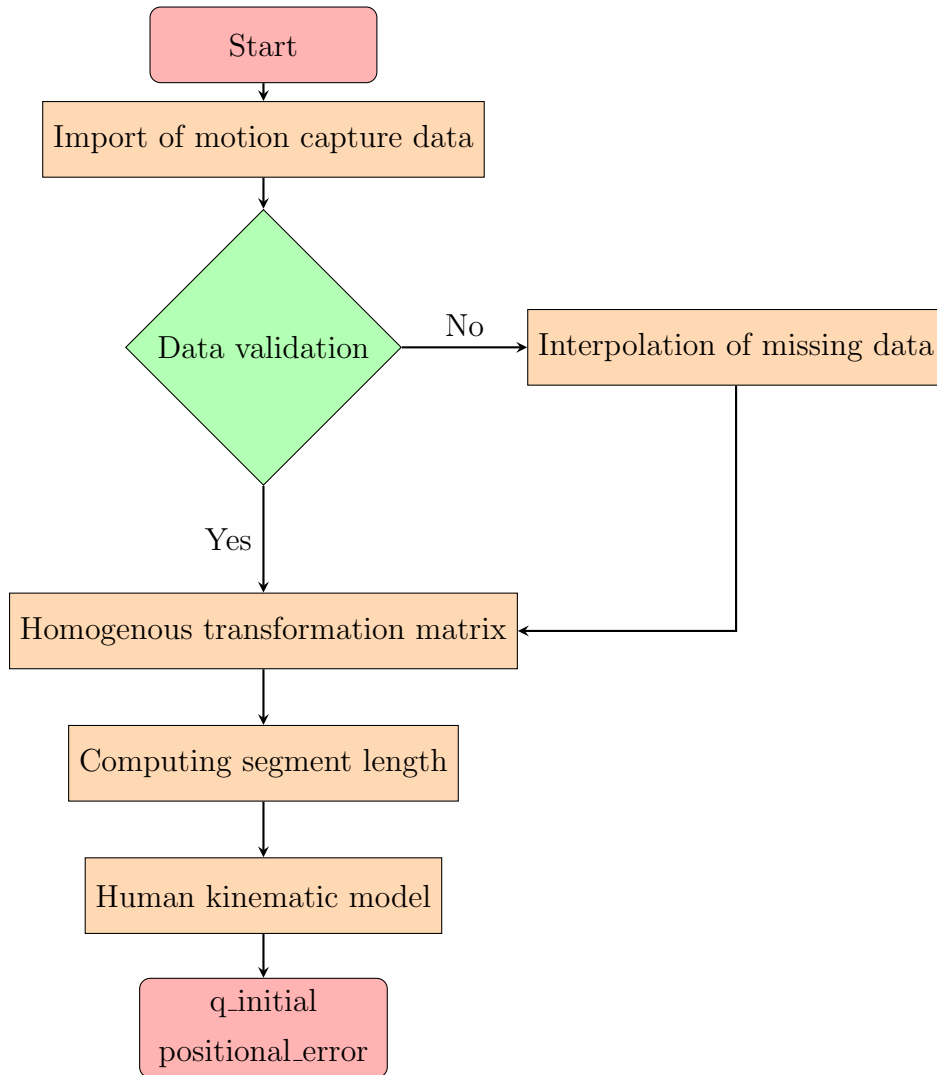 Start
Import of motion capture data
Data validation
No
Interpolation of missing data
Yes
Homogenous transformation matrix
Computing segment length
Human kinematic model
q_initial
positional_error